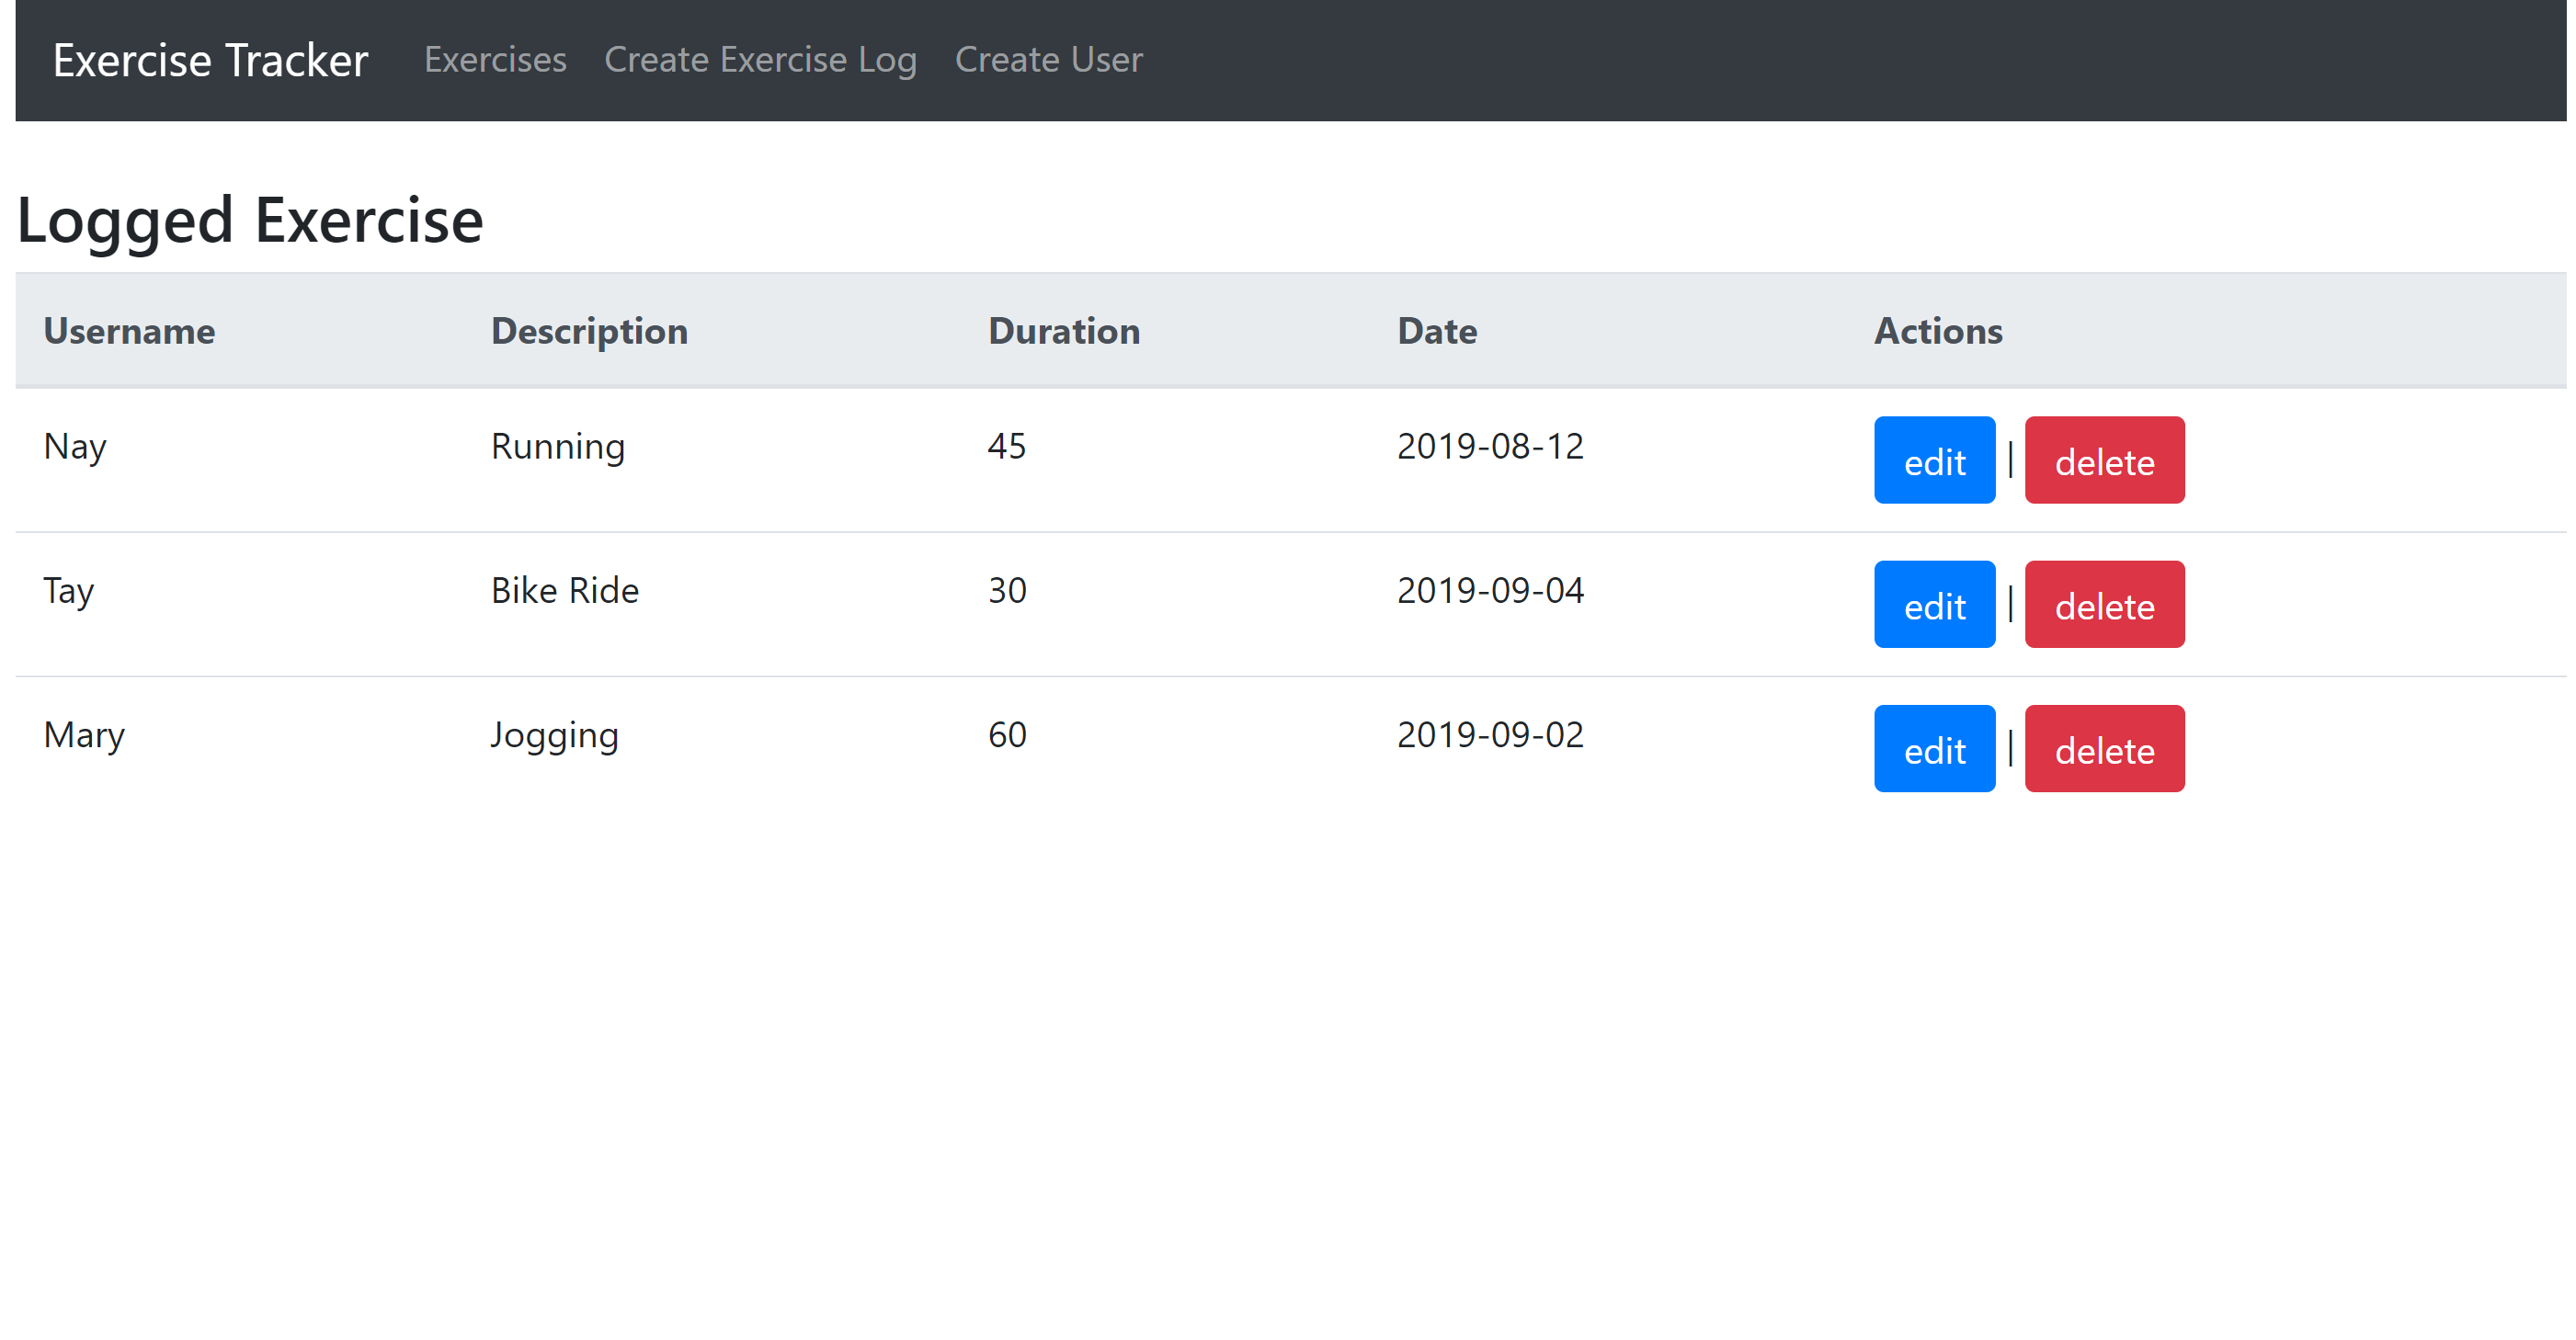 Exercise Tracker Exercises Create Exercise Log Create User
Logged Exercise
Username Description Duration Date Actions
Nay Running 45 2019-08-12 edit | delete
Tay Bike Ride 30 2019-09-04 edit | delete
Mary Jogging 60 2019-09-02 edit | delete